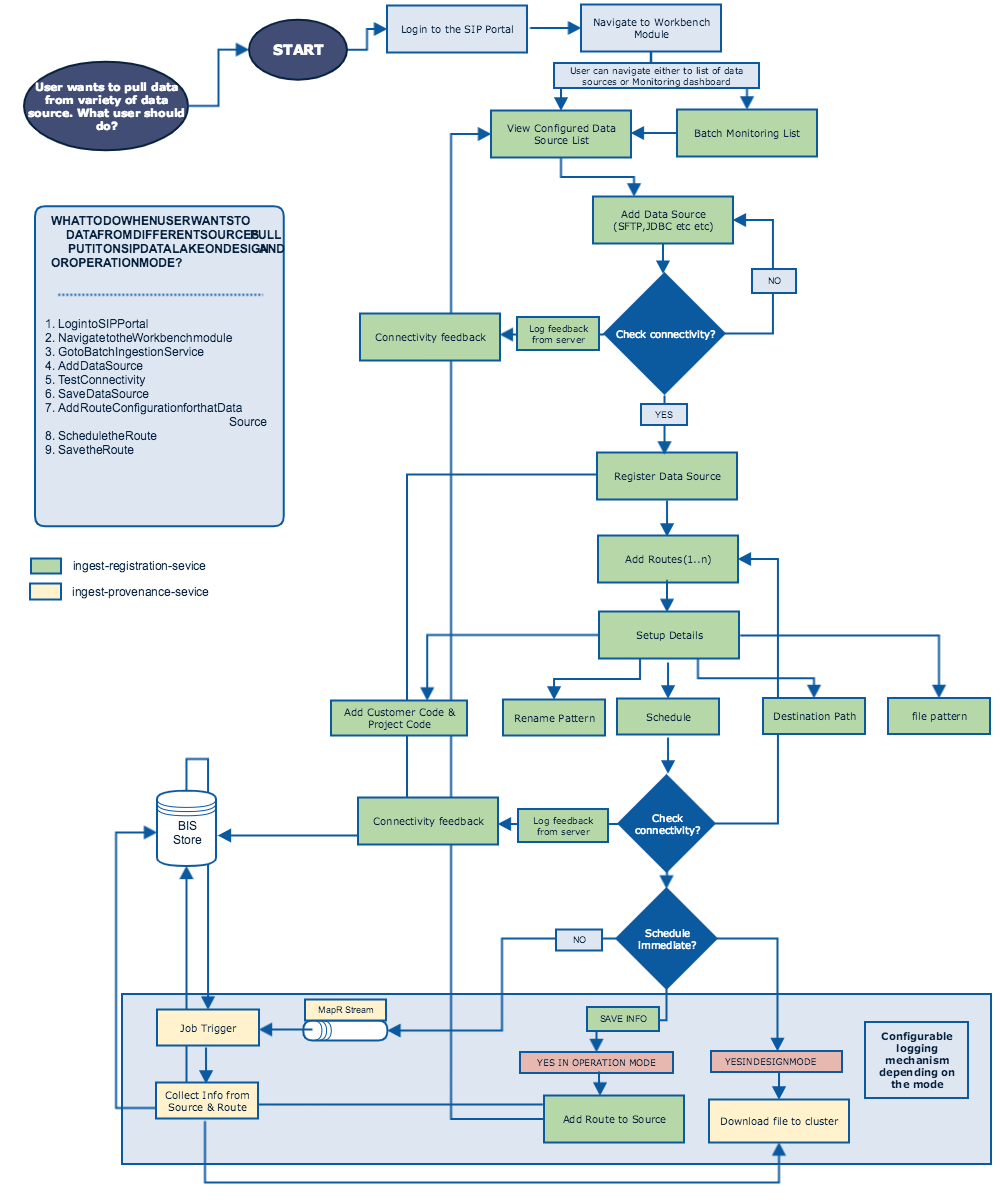 Login to the SIP Portal
Navigate to Workbench
Module
START
User can navigate either to list of data
sources or Monitoring dashboard
User wants to pull data
from variety of data
source. What user should
do?
View Configured Data
Source List
Batch Monitoring List
Add Data Source
(SFTP,JDBC etc etc)
NO
WHATTODOWHENUSERWANTSTO
DATAFROMDIFFERENTSOURCES PULL
PUTITONSIPDATALAKEONDESIGN AND
OROPERATIONMODE?
1. LogintoSIPPortal
2. NavigatetotheWorkbenchmodule
3. GotoBatchIngestionService
4. AddDataSource
5. TestConnectivity
6. SaveDataSource
7. AddRouteConfigurationforthatData
Source
8. ScheduletheRoute
9. SavetheRoute
Connectivity feedback
Log feedback
from server
Check connectivity?
YES
Register Data Source
Add Routes(1..n)
ingest-registration-sevice
ingest-provenance-sevice
Setup Details
Add Customer Code &
Project Code
Rename Pattern
Schedule
Destination Path
file pattern
BIS
Store
Connectivity feedback
Log feedback
from server
Check
connectivity?
NO
Schedule
immediate?
MapR Stream
Job Trigger
SAVE INFO
YES IN OPERATION MODE
YESINDESIGNMODE
Configurable
logging
mechanism
depending on
the mode
Collect Info from
Source & Route
Add Route to Source
Download file to cluster